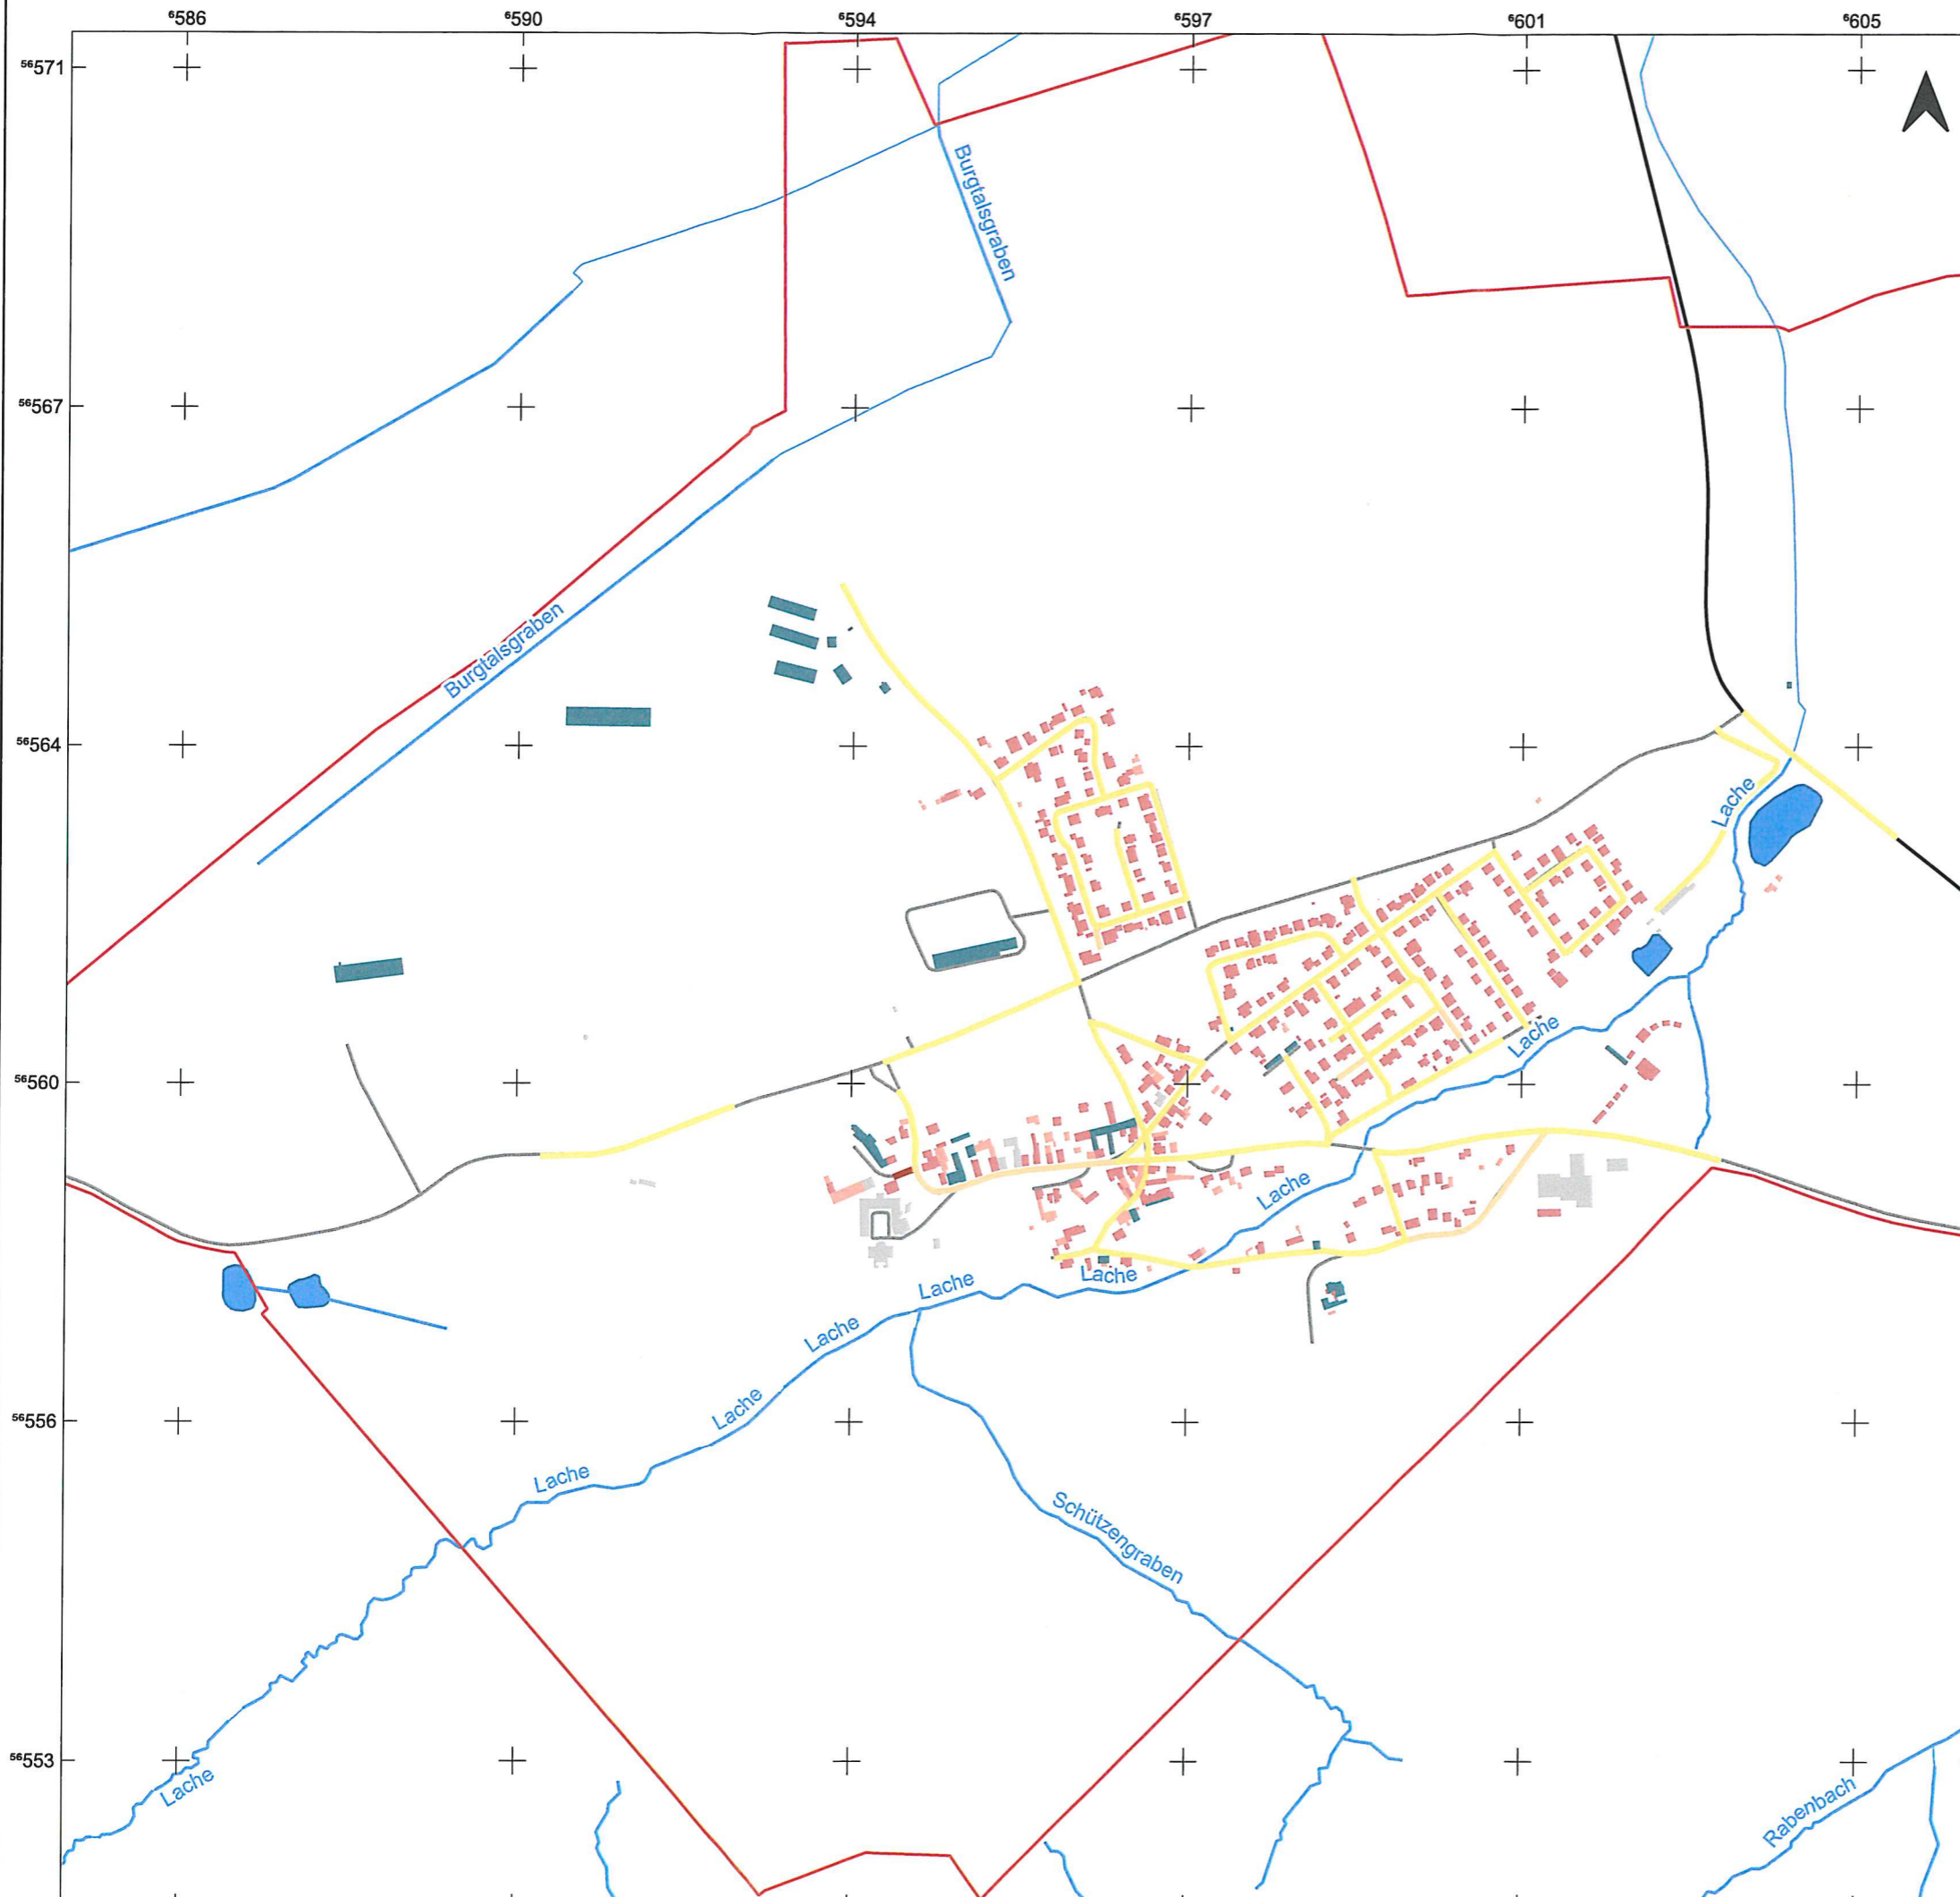 ⁶586 ⁶590 ⁶594 ⁶597 ⁶601 ⁶605
⁵⁶571
Burgtalsgraben
⁵⁶567
Burgtalsgraben
⁵⁶564
Lache
Lache
⁵⁶560
Lache
Lache
Lache
Lache
⁵⁶556
Lache
Lache
Schützengraben
⁵⁶553
Lache
Rabenbach